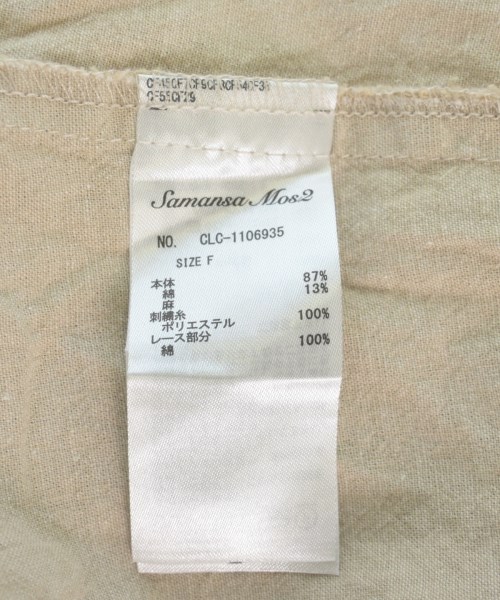 Samansa Mos2
NO. CLC-1106935
SIZE F
本体
綿 87%
麻 13%
刺繍糸
ポリエステル 100%
レース部分
綿 100%